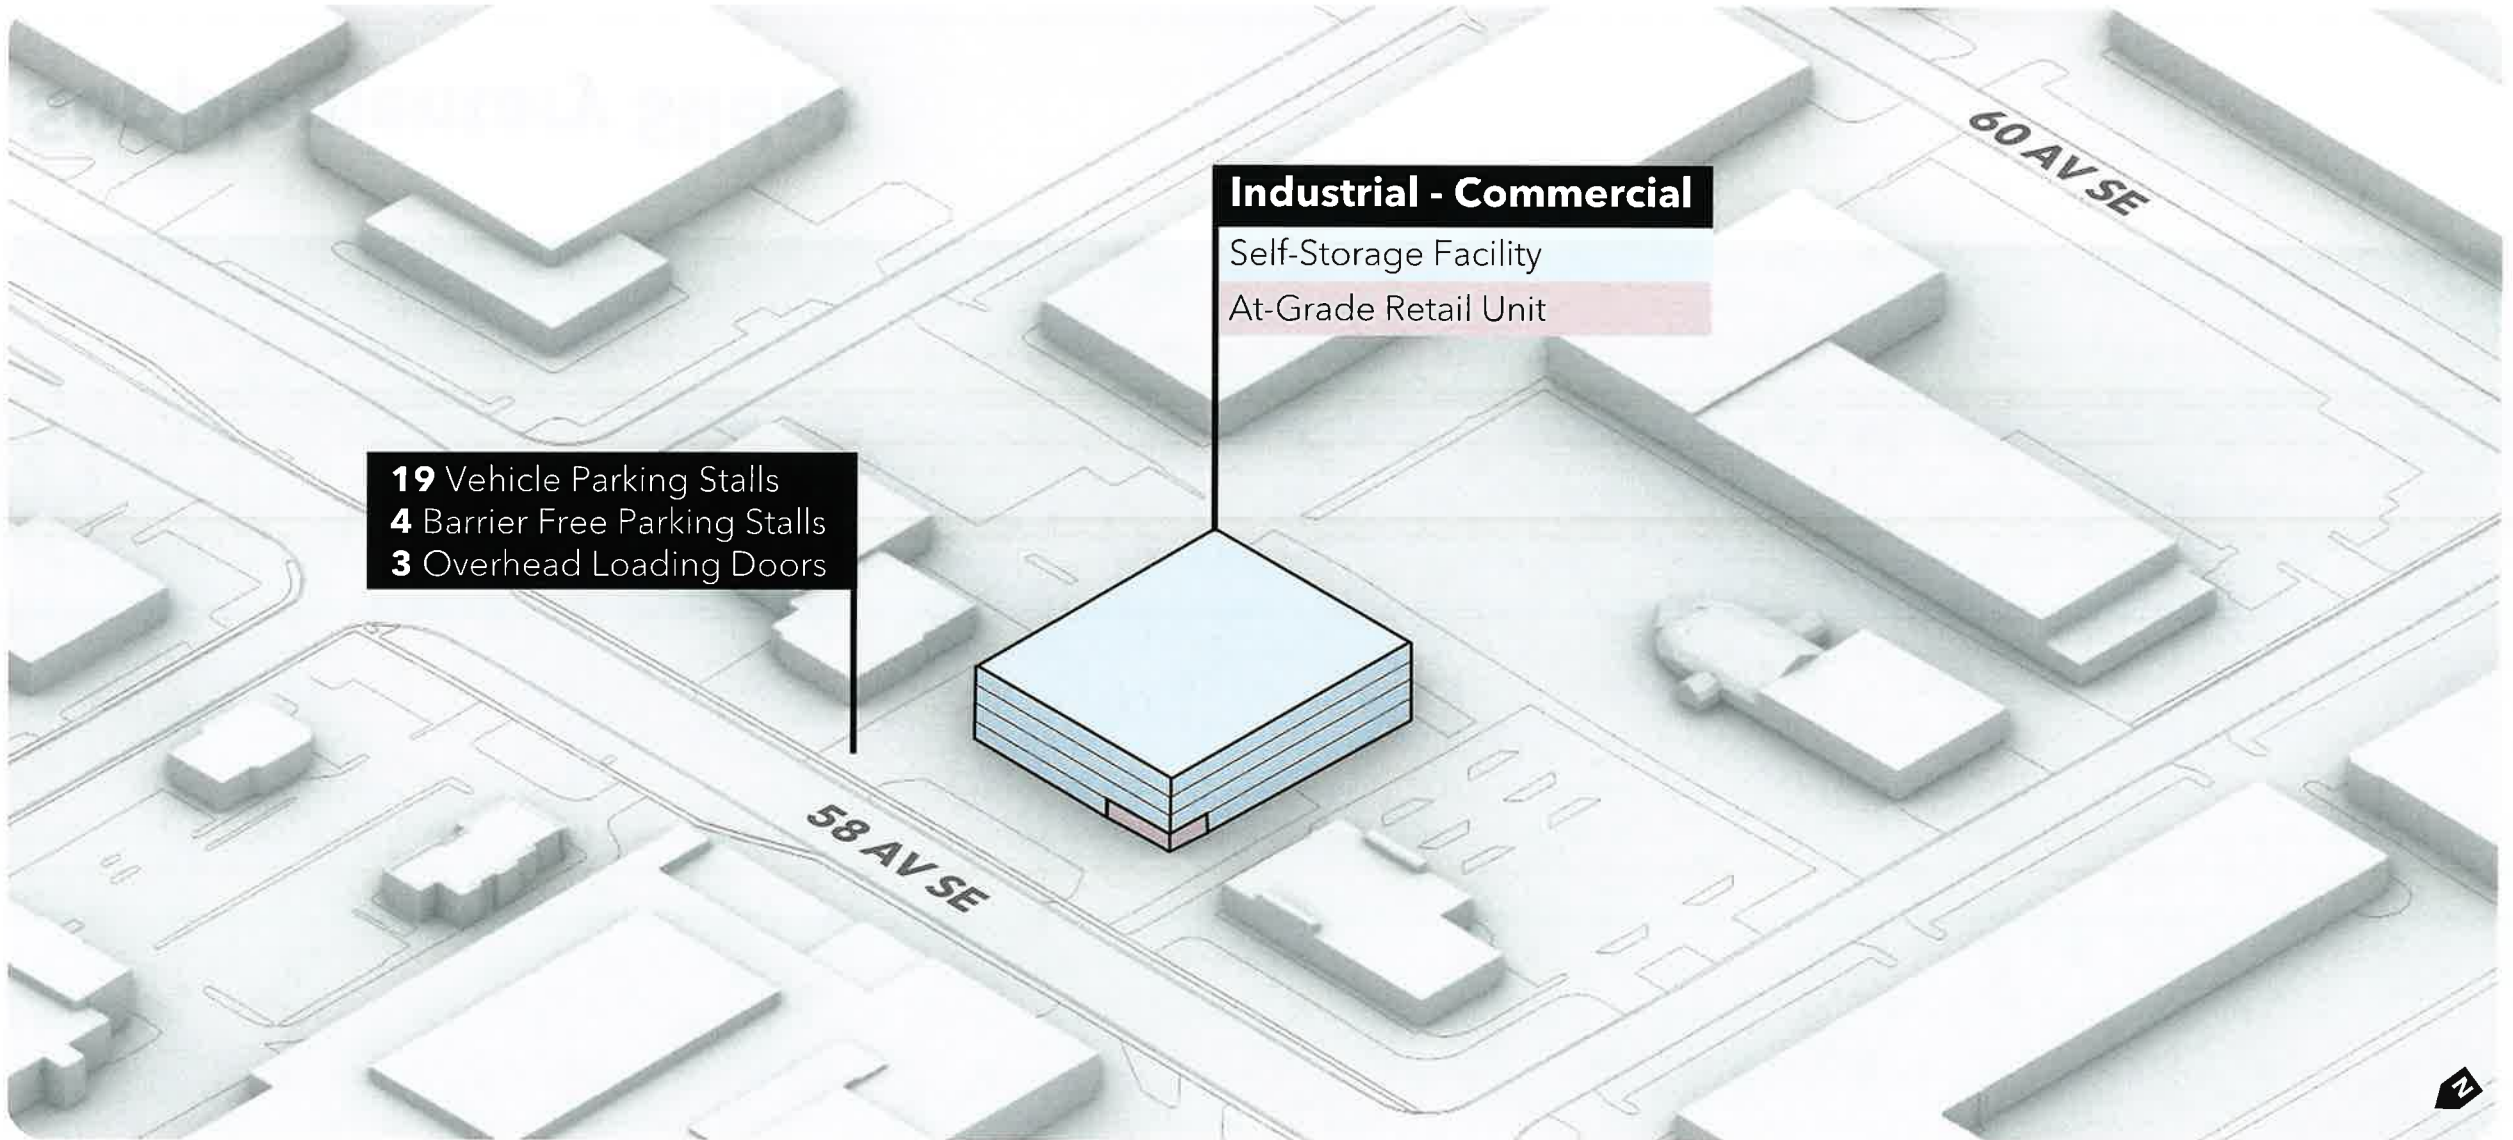 60 AV SE
Industrial - Commercial
Self-Storage Facility
At-Grade Retail Unit
19 Vehicle Parking Stalls
4 Barrier Free Parking Stalls
3 Overhead Loading Doors
58 AV SE
N